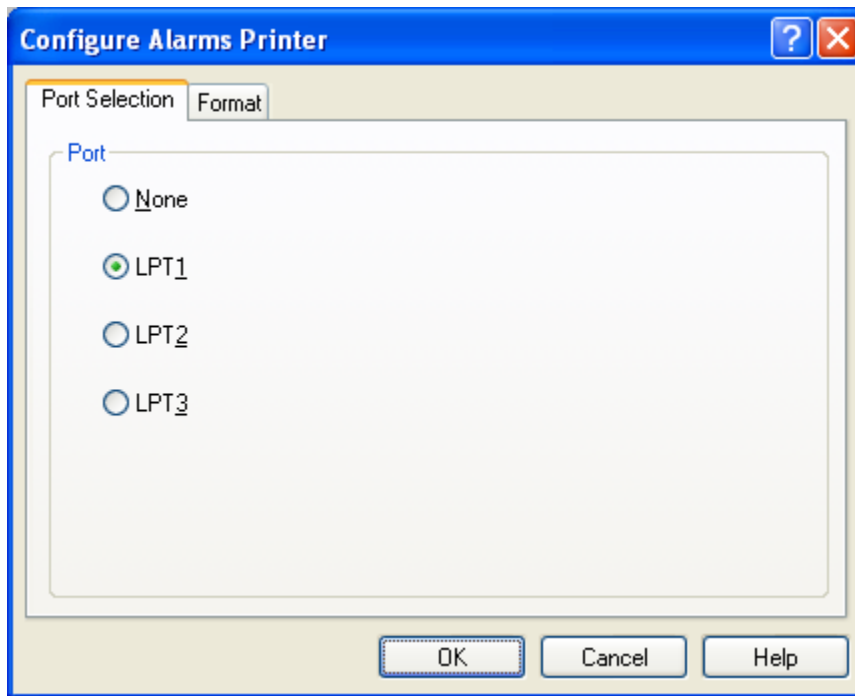 Configure Alarms Printer
Port Selection Format
Port
None
LPT1
LPT2
LPT3
OK Cancel Help